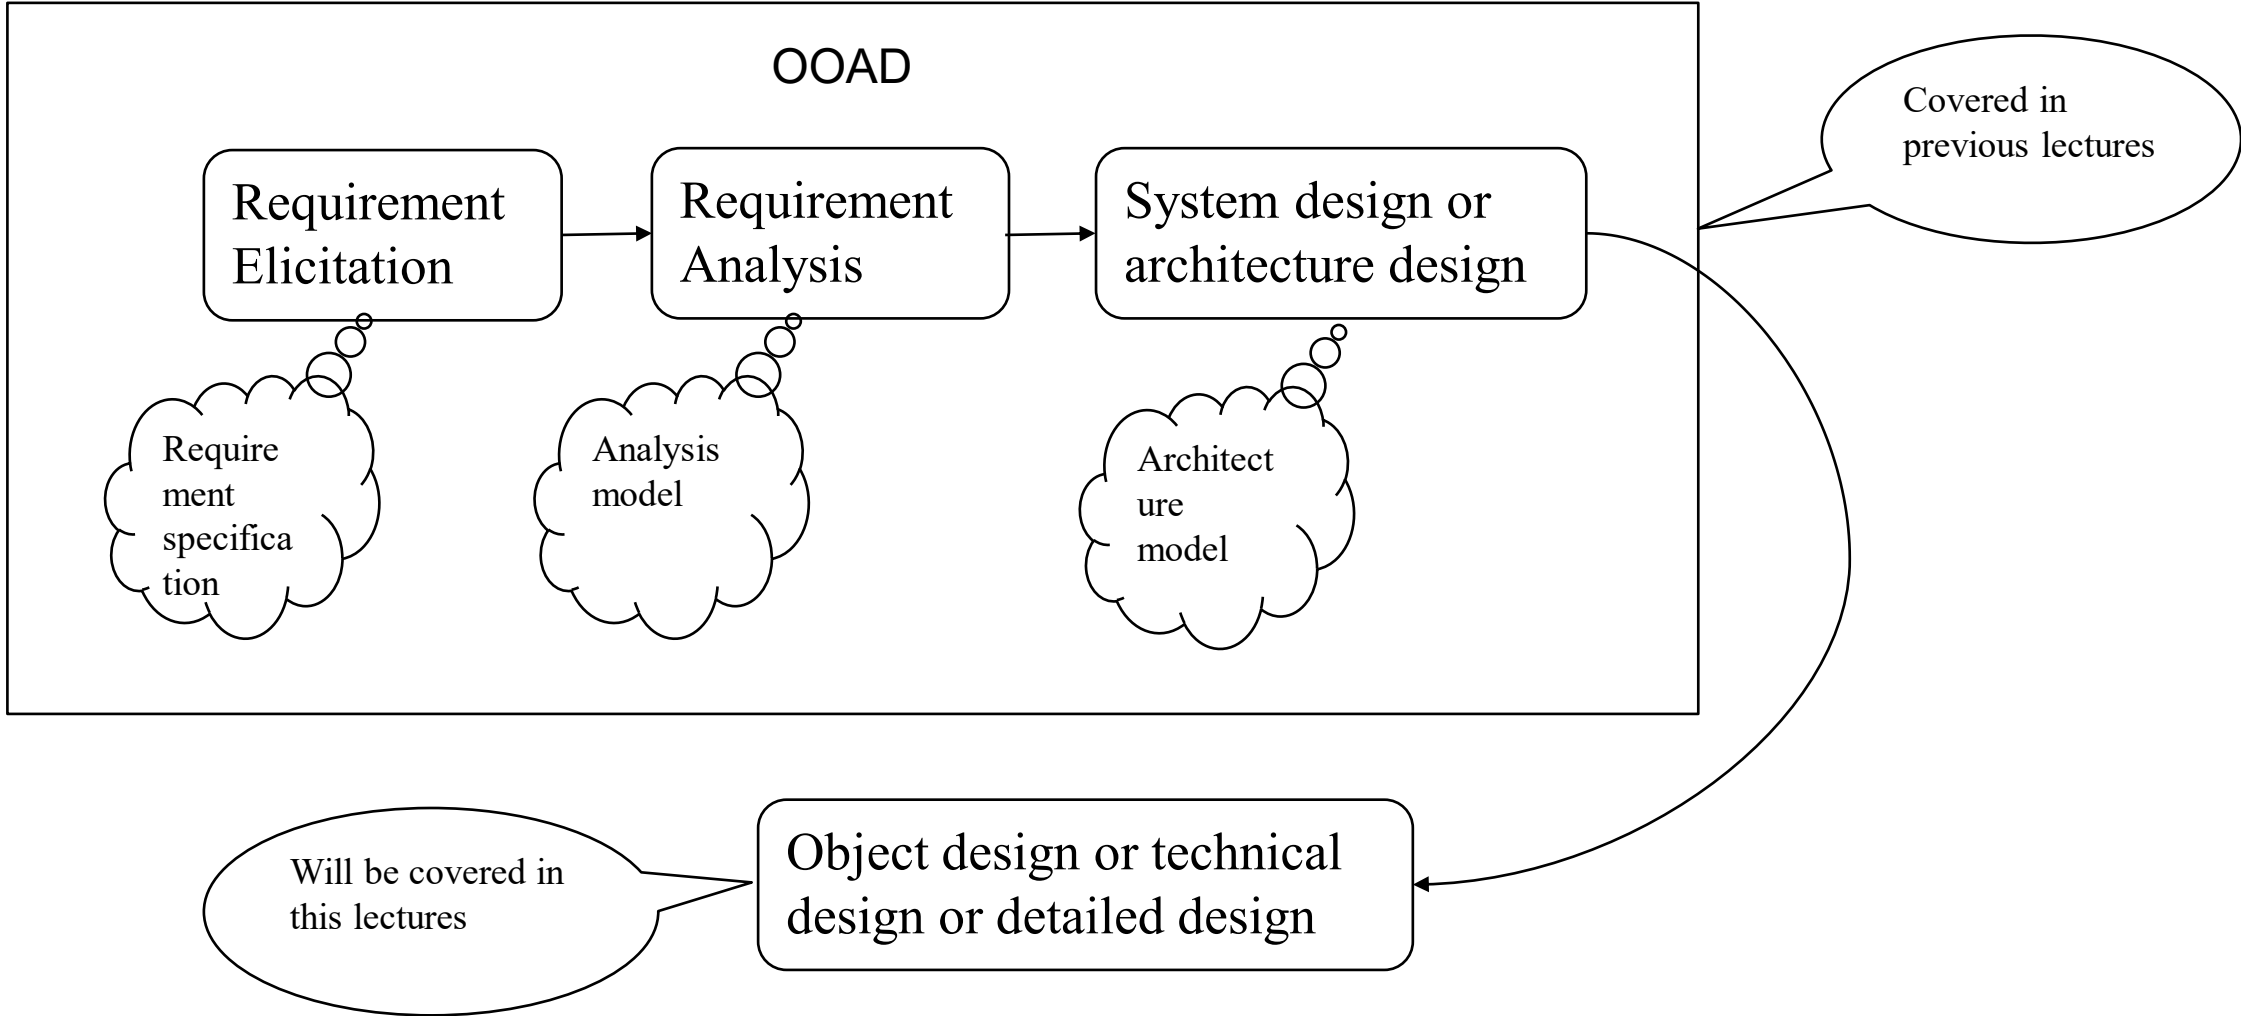 OOAD
Covered in
previous lectures
Requirement
Elicitation
Requirement
Analysis
System design or
architecture design
Require
ment
specifica
tion
Analysis
model
Architect
ure
model
Will be covered in
this lectures
Object design or technical
design or detailed design